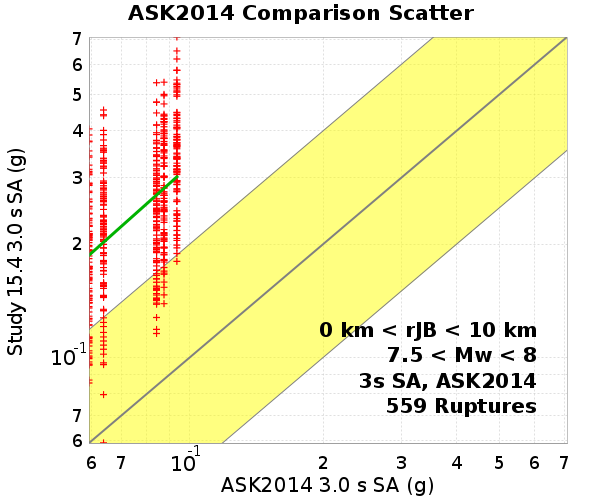 ASK2014 Comparison Scatter
Study 15.4 3.0 s SA (g)
7
6
5
4
3
2
10-1
7
6
0 km < rJB < 10 km
7.5 < Mw < 8
3s SA, ASK2014
559 Ruptures
6 7 10-1 2 3 4 5 6 7
ASK2014 3.0 s SA (g)